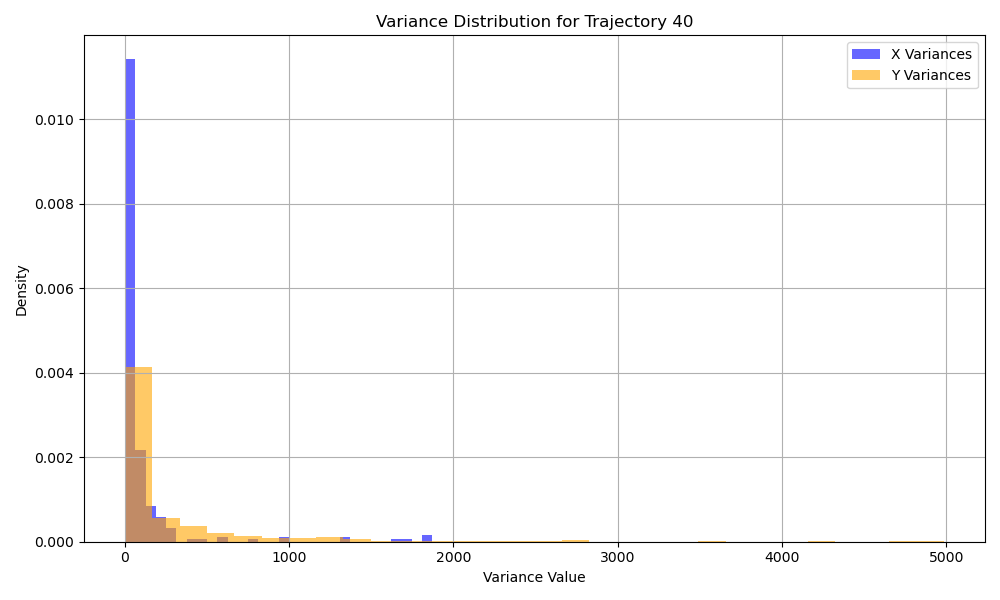 Variance Distribution for Trajectory 40
X Variances
Y Variances
Density
0.010
0.008
0.006
0.004
0.002
0.000
0 1000 2000 3000 4000 5000
Variance Value